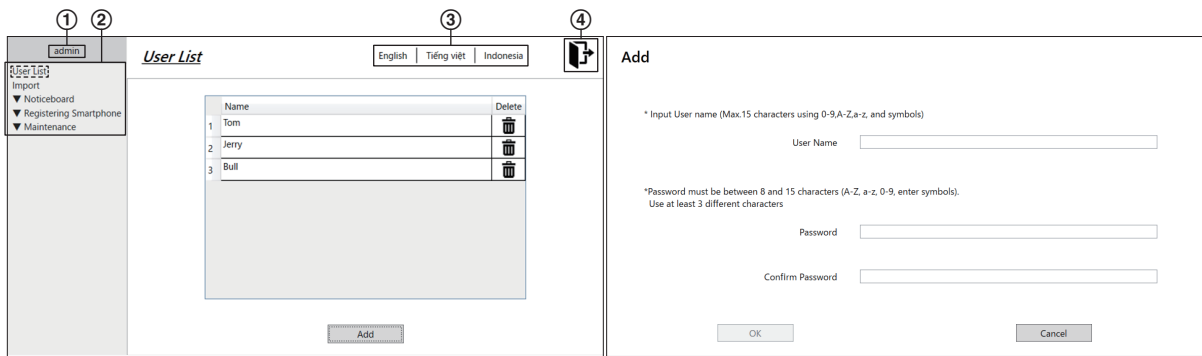 ① ② ③ ④
admin
User List English Tiếng việt Indonesia
User List
Import
▼ Noticeboard
▼ Registering Smartphone
▼ Maintenance
Name Delete
1 Tom
2 Jerry
3 Bull
Add
Add
* Input User name (Max.15 characters using 0-9,A-Z,a-z, and symbols)
User Name
*Password must be between 8 and 15 characters (A-Z, a-z, 0-9, enter symbols).
Use at least 3 different characters
Password
Confirm Password
OK Cancel